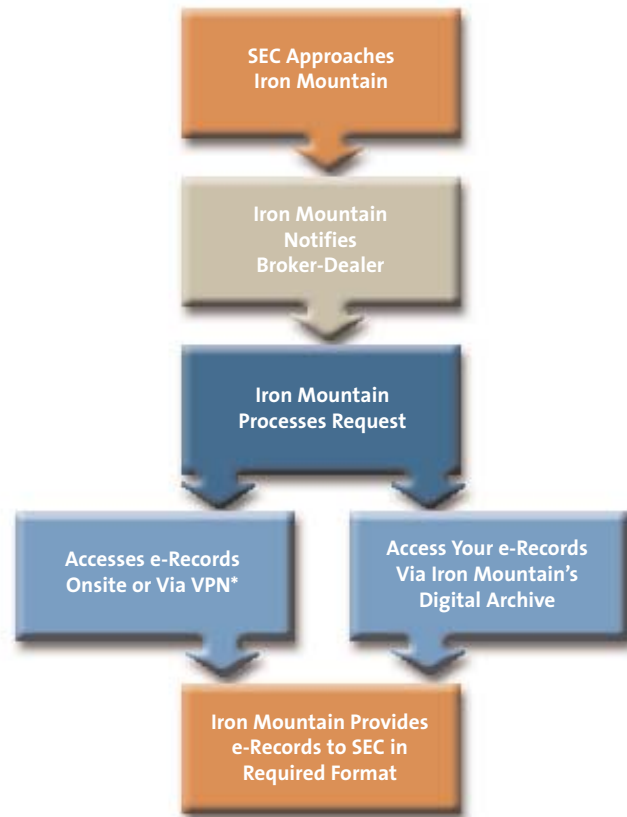 SEC Approaches
Iron Mountain
Iron Mountain
Notifies
Broker-Dealer
Iron Mountain
Processes Request
Accesses e-Records
Onsite or Via VPN*
Access Your e-Records
Via Iron Mountain's
Digital Archive
Iron Mountain Provides
e-Records to SEC in
Required Format